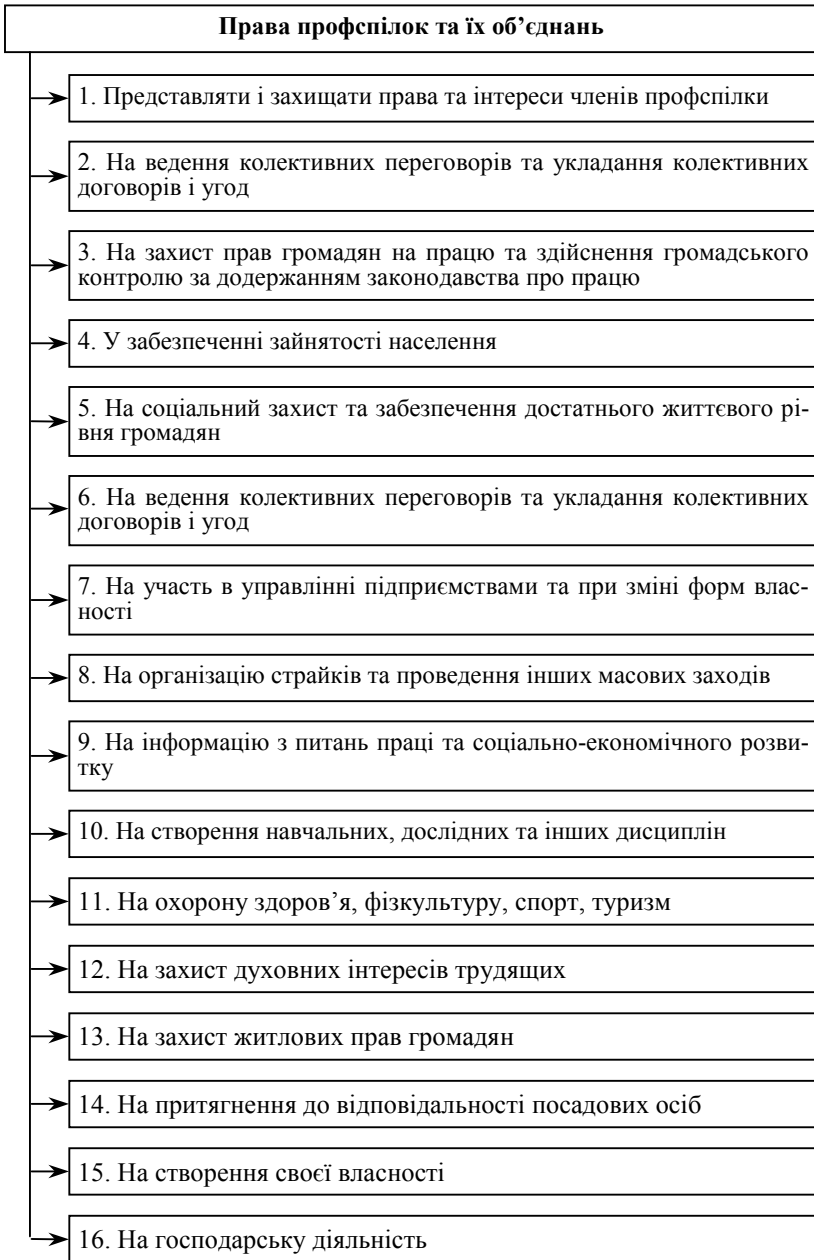 Права профспілок та їх об’єднань
1. Представляти і захищати права та інтереси членів профспілки
2. На ведення колективних переговорів та укладання колективних
договорів і угод
3. На захист прав громадян на працю та здійснення громадського
контролю за додержанням законодавства про працю
4. У забезпеченні зайнятості населення
5. На соціальний захист та забезпечення достатнього життєвого рі-
вня громадян
6. На ведення колективних переговорів та укладання колективних
договорів і угод
7. На участь в управлінні підприємствами та при зміні форм влас-
ності
8. На організацію страйків та проведення інших масових заходів
9. На інформацію з питань праці та соціально-економічного розви-
тку
10. На створення навчальних, дослідних та інших дисциплін
11. На охорону здоров’я, фізкультуру, спорт, туризм
12. На захист духовних інтересів трудящих
13. На захист житлових прав громадян
14. На притягнення до відповідальності посадових осіб
15. На створення своєї власності
16. На господарську діяльність